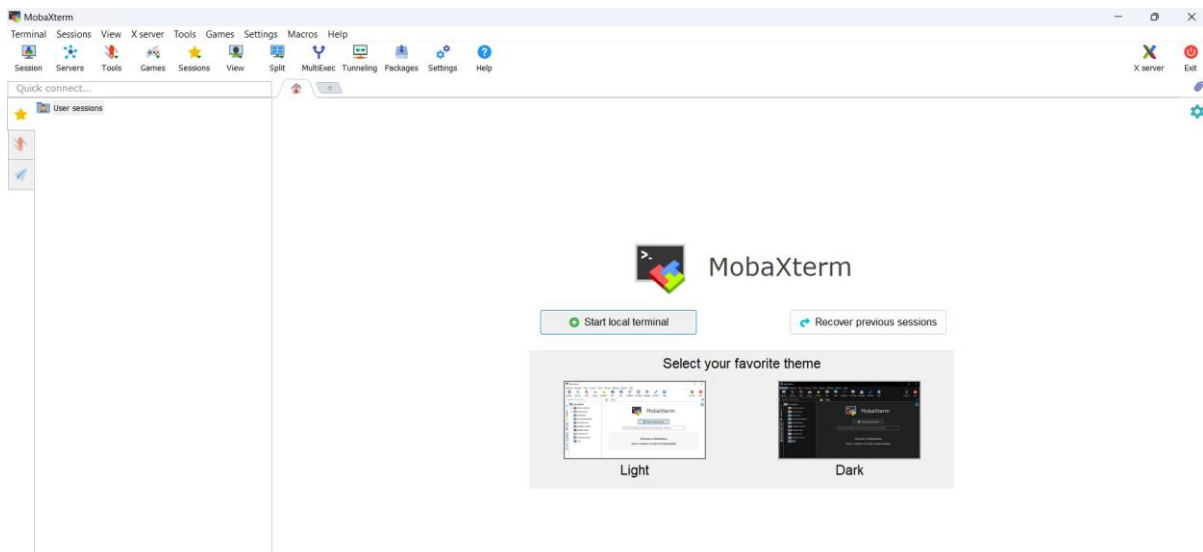 MobaXterm
Terminal Sessions View X server Tools Games Settings Macros Help
Session Servers Tools Games Sessions View Split MultiExec Tunneling Packages Settings Help X server Exit
Quick connect...
User sessions
>_
MobaXterm
Start local terminal Recover previous sessions
Select your favorite theme
MobaXterm MobaXterm
Light Dark